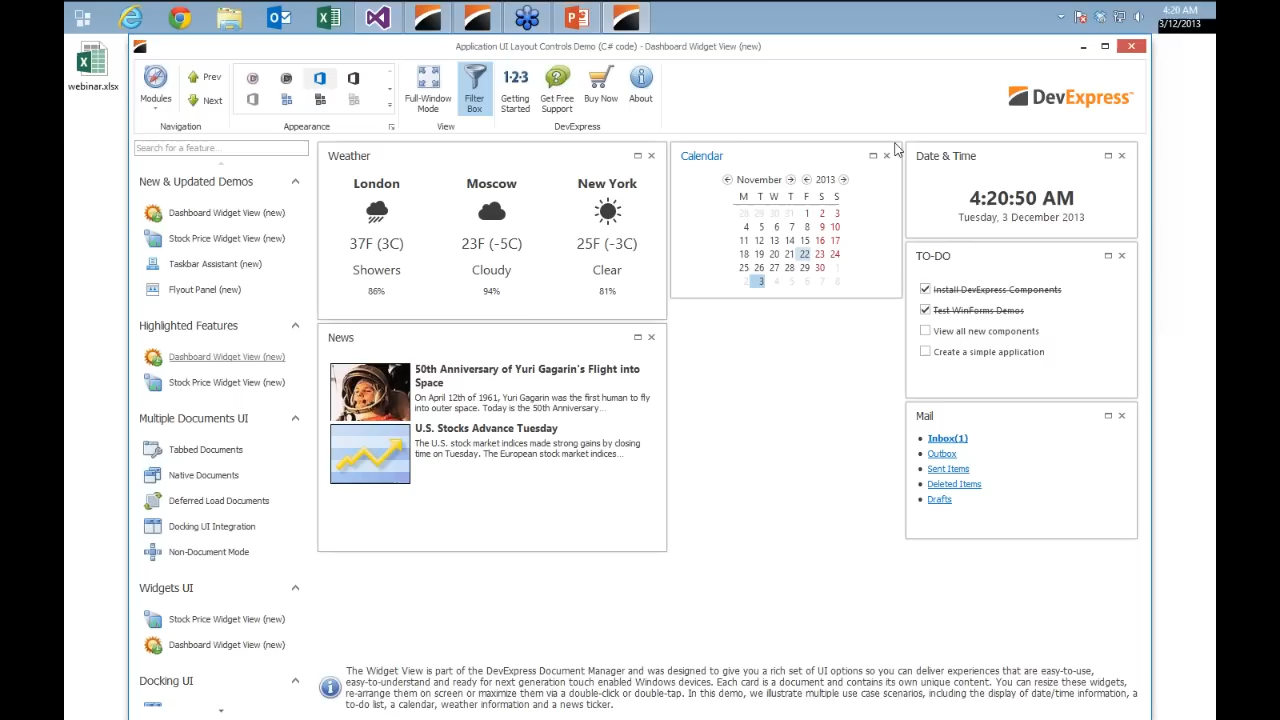 4:20 AM
3/12/2013
webinar.xlsx
Application UI Layout Controls Demo (C# code) - Dashboard Widget View (new)
Modules
Prev
Next
Navigation
Appearance
Full-Window
Mode
View
Filter
Box
1·2·3
Getting
Started
Get Free
Support
Buy Now
About
DevExpress
DevExpress
Search for a feature...
New & Updated Demos
Dashboard Widget View (new)
Stock Price Widget View (new)
Taskbar Assistant (new)
Flyout Panel (new)
Highlighted Features
Dashboard Widget View (new)
Stock Price Widget View (new)
Multiple Documents UI
Tabbed Documents
Native Documents
Deferred Load Documents
Docking UI Integration
Non-Document Mode
Widgets UI
Stock Price Widget View (new)
Dashboard Widget View (new)
Docking UI
Weather
London Moscow New York
37F (3C) 23F (-5C) 25F (-3C)
Showers Cloudy Clear
86% 94% 81%
News
50th Anniversary of Yuri Gagarin's Flight into
Space
On April 12th of 1961, Yuri Gagarin was the first human to fly
into outer space. Today is the 50th Anniversary...
U.S. Stocks Advance Tuesday
The U.S. stock market indices made strong gains by closing
time on Tuesday. The European stock market indices...
Calendar
November 2013
M T W T F S S
28 29 30 31 1 2 3
4 5 6 7 8 9 10
11 12 13 14 15 16 17
18 19 20 21 22 23 24
25 26 27 28 29 30 1
2 3 4 5 6 7 8
Date & Time
4:20:50 AM
Tuesday, 3 December 2013
TO-DO
Install DevExpress Components
Test WinForms Demos
View all new components
Create a simple application
Mail
Inbox(1)
Outbox
Sent Items
Deleted Items
Drafts
The Widget View is part of the DevExpress Document Manager and was designed to give you a rich set of UI options so you can deliver experiences that are easy-to-use,
easy-to-understand and ready for next generation touch enabled Windows devices. Each card is a document and contains its own unique content. You can resize these widgets,
re-arrange them on screen or maximize them via a double-click or double-tap. In this demo, we illustrate multiple use case scenarios, including the display of date/time information, a
to-do list, a calendar, weather information and a news ticker.